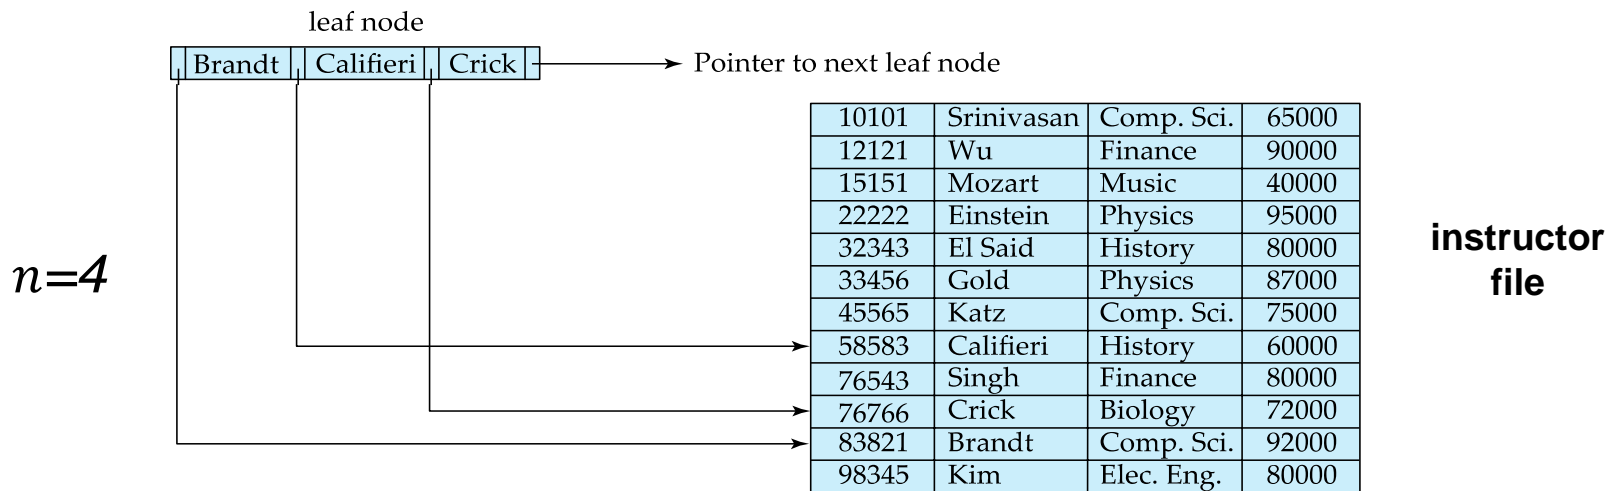 leaf node
Brandt Califieri Crick
Pointer to next leaf node
10101 Srinivasan Comp. Sci. 65000
12121 Wu Finance 90000
15151 Mozart Music 40000
22222 Einstein Physics 95000
32343 El Said History 80000
33456 Gold Physics 87000
45565 Katz Comp. Sci. 75000
58583 Califieri History 60000
76543 Singh Finance 80000
76766 Crick Biology 72000
83821 Brandt Comp. Sci. 92000
98345 Kim Elec. Eng. 80000
n=4
instructor
file